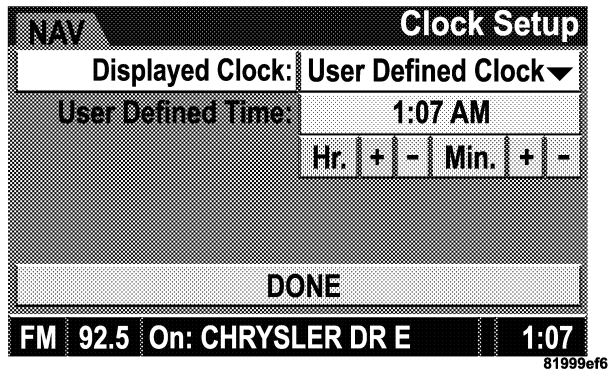 NAV Clock Setup
Displayed Clock: User Defined Clock
User Defined Time: 1:07 AM
Hr. + - Min. + -
DONE
FM 92.5 On: CHRYSLER DR E 1:07
81999ef6